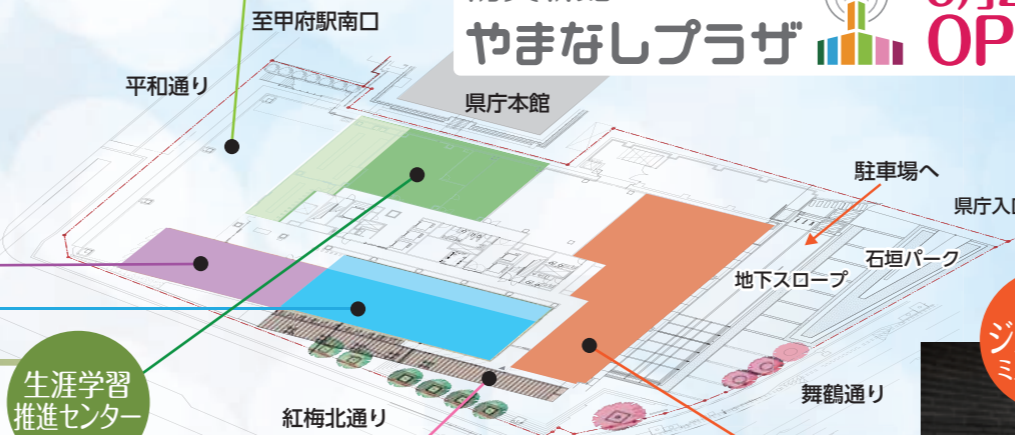 至甲府駅南口
やまなしプラザ
OP
平和通り
県庁本館
駐車場へ
県庁入口
石垣パーク
地下スロープ
生涯学習
推進センター
紅梅北通り
舞鶴通り